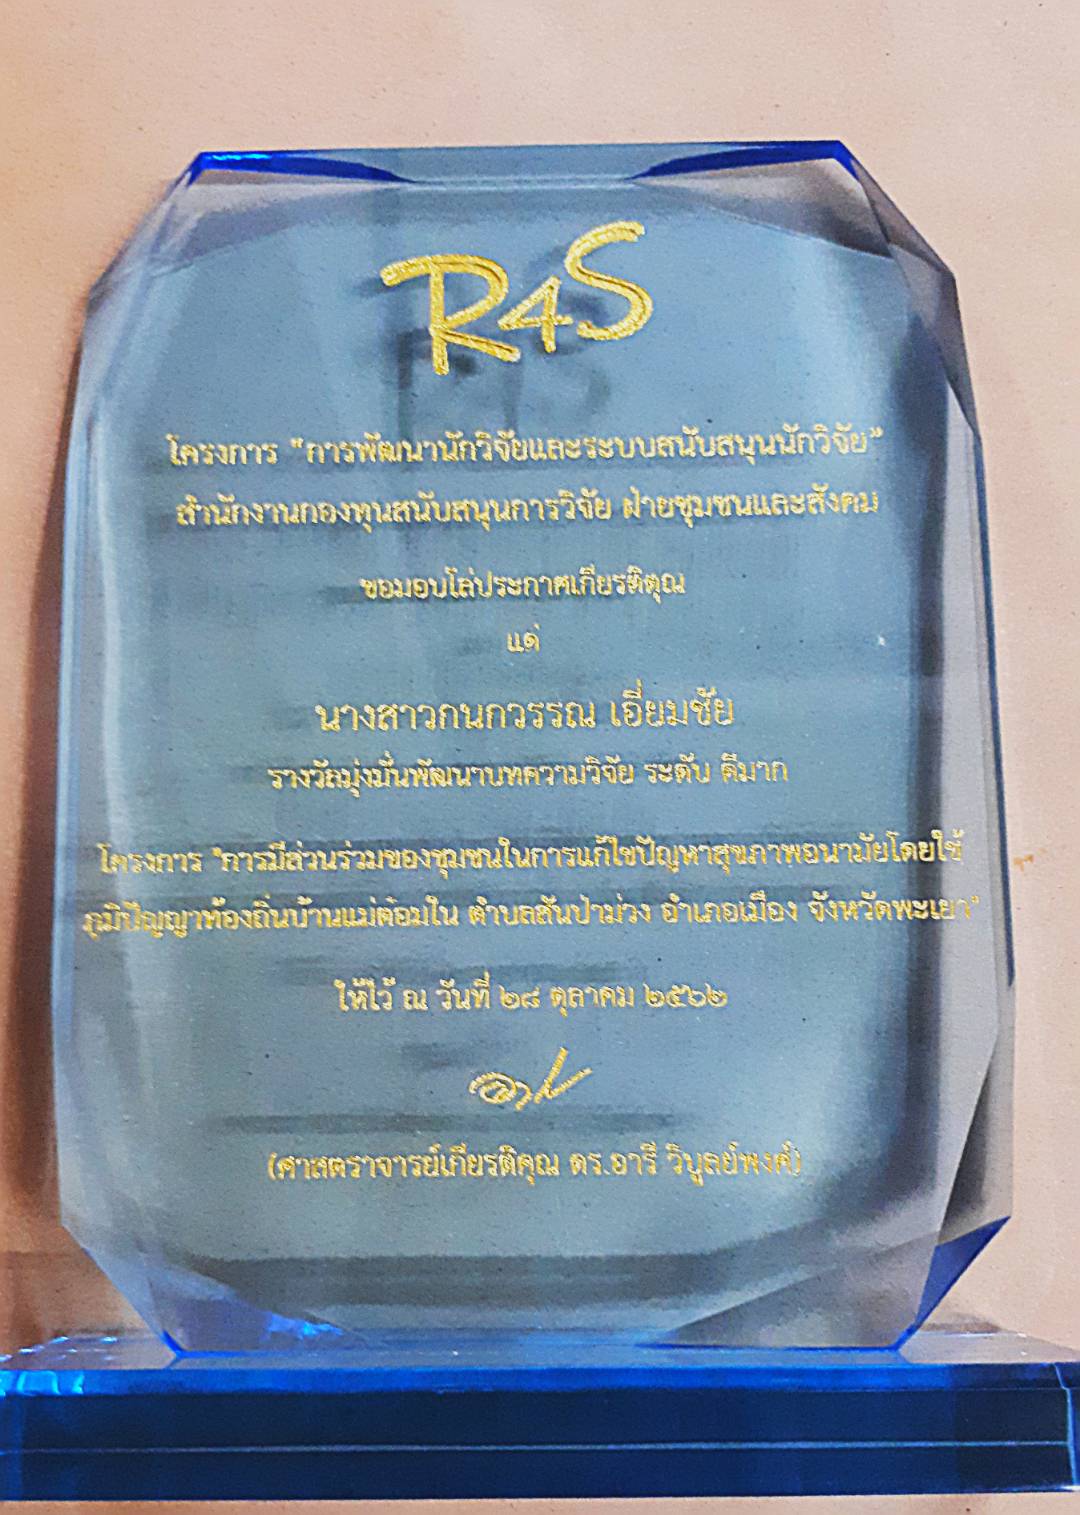 R4S
โครงการ "การพัฒนานักวิจัยและระบบสนับสนุนนักวิจัย"
สำนักงานกองทุนสนับสนุนการวิจัย ฝ่ายชุมชนและสังคม
ขอมอบโล่ประกาศเกียรติคุณ
แด่
นางสาวกนกวรรณ เอี่ยมชัย
รางวัลมุ่งมั่นพัฒนาบทความวิจัย ระดับ ดีมาก
โครงการ "การมีส่วนร่วมของชุมชนในการแก้ไขปัญหาสุขภาพอนามัยโดยใช้
ภูมิปัญญาท้องถิ่นบ้านแม่ต๋อมใน ตำบลสันป่าม่วง อำเภอเมือง จังหวัดพะเยา"
ให้ไว้ ณ วันที่ ๒๘ ตุลาคม ๒๕๖๒
(ศาสตราจารย์เกียรติคุณ ดร.อารี วิบูลย์พงศ์)